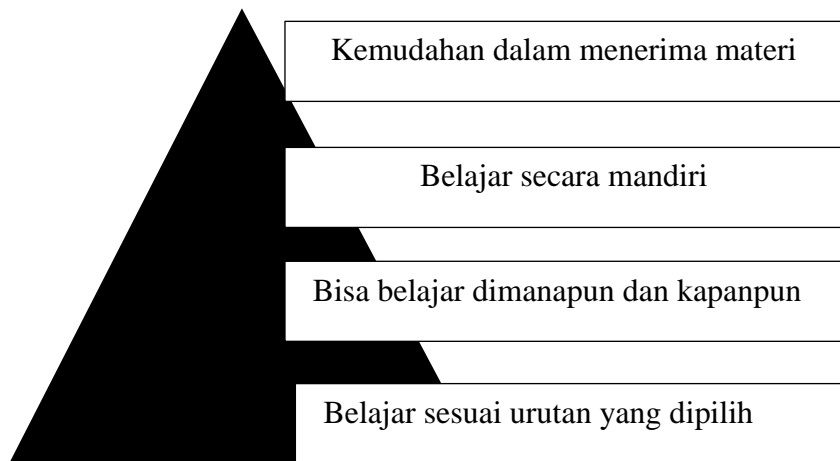 Kemudahan dalam menerima materi
Belajar secara mandiri
Bisa belajar dimanapun dan kapanpun
Belajar sesuai urutan yang dipilih